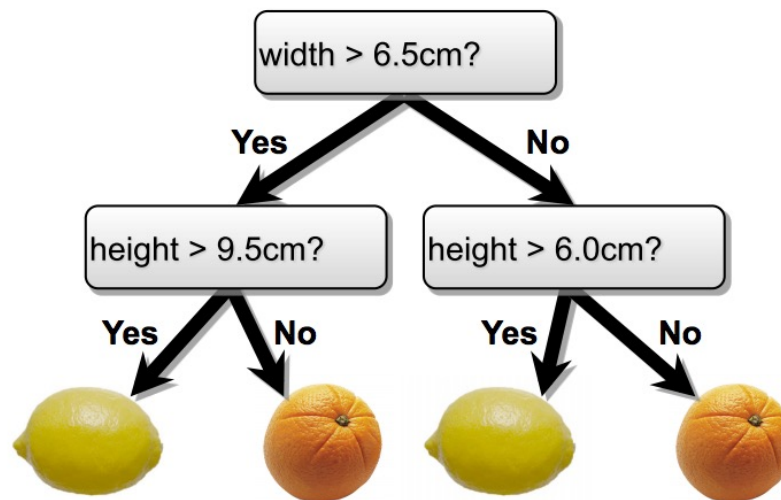 width > 6.5cm?
Yes
No
height > 9.5cm?
height > 6.0cm?
Yes
No
Yes
No